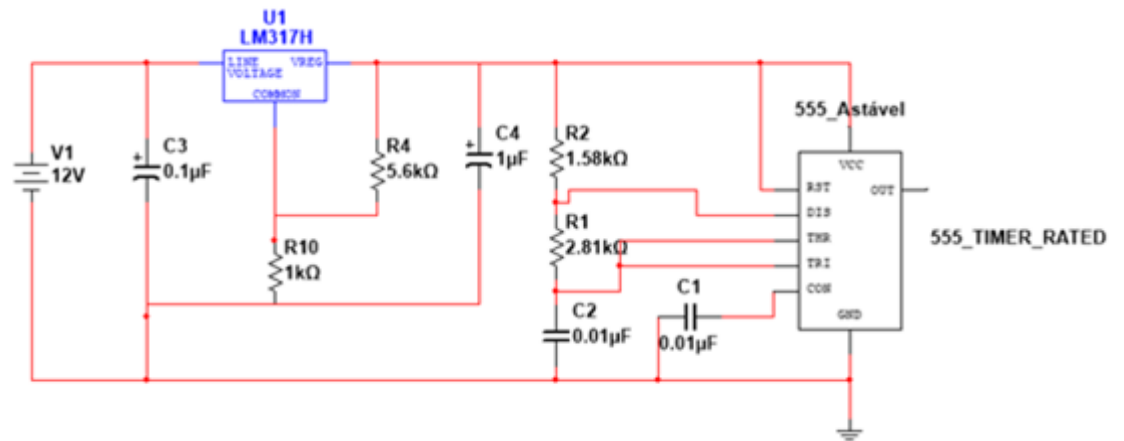 U1
LM317H
LINE
VOLTAGE
VREG
COMMON
V1
12V
C3
0.1µF
R4
5.6kΩ
C4
1µF
R10
1kΩ
R2
1.58kΩ
R1
2.81kΩ
C2
0.01µF
C1
0.01µF
555_Astável
VCC
RST
OUT
DIS
THR
TRI
CON
GND
555_TIMER_RATED